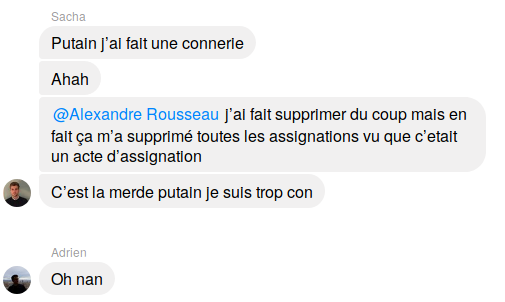 Sacha
Putain j’ai fait une connerie
Ahah
@Alexandre Rousseau j’ai fait supprimer du coup mais en
fait ça m’a supprimé toutes les assignations vu que c’etait
un acte d’assignation
C’est la merde putain je suis trop con
Adrien
Oh nan